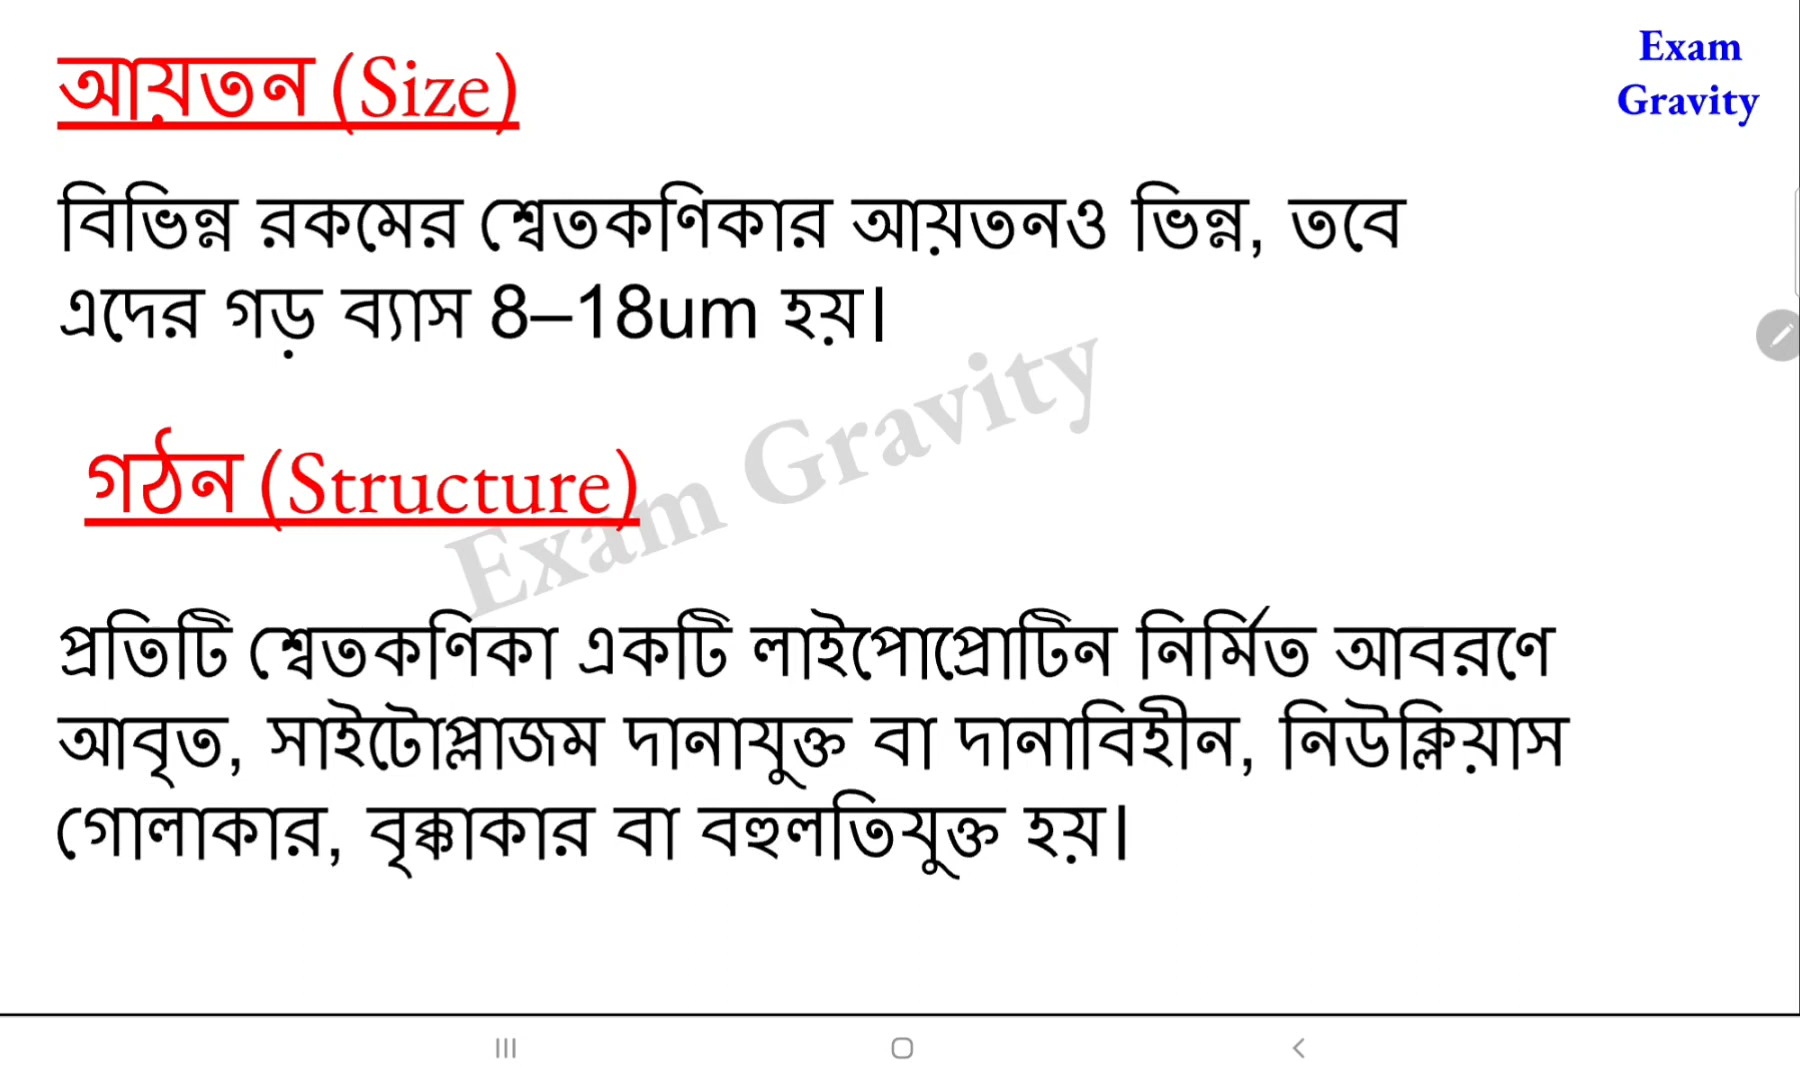 আয়তন (Size)
Exam
Gravity
বিভিন্ন রকমের শ্বেতকণিকার আয়তনও ভিন্ন, তবে
এদের গড় ব্যাস 8–18um হয়।
গঠন (Structure)
Exam Gravity
প্রতিটি শ্বেতকণিকা একটি লাইপোপ্রোটিন নির্মিত আবরণে
আবৃত, সাইটোপ্লাজম দানাযুক্ত বা দানাবিহীন, নিউক্লিয়াস
গোলাকার, বৃক্কাকার বা বহুলতিযুক্ত হয়।